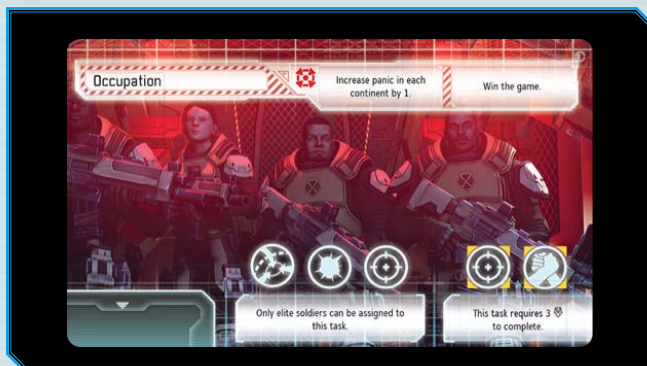 Occupation
Increase panic in each
continent by 1.
Win the game.
Only elite soldiers can be assigned to
this task.
This task requires 3
to complete.